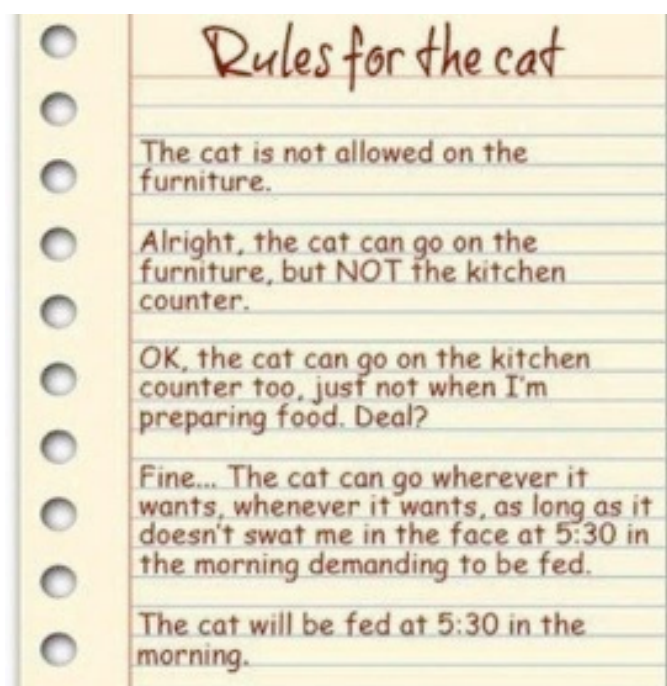 Rules for the cat
The cat is not allowed on the
furniture.
Alright, the cat can go on the
furniture, but NOT the kitchen
counter.
OK, the cat can go on the kitchen
counter too, just not when I'm
preparing food. Deal?
Fine... The cat can go wherever it
wants, whenever it wants, as long as it
doesn't swat me in the face at 5:30 in
the morning demanding to be fed.
The cat will be fed at 5:30 in the
morning.